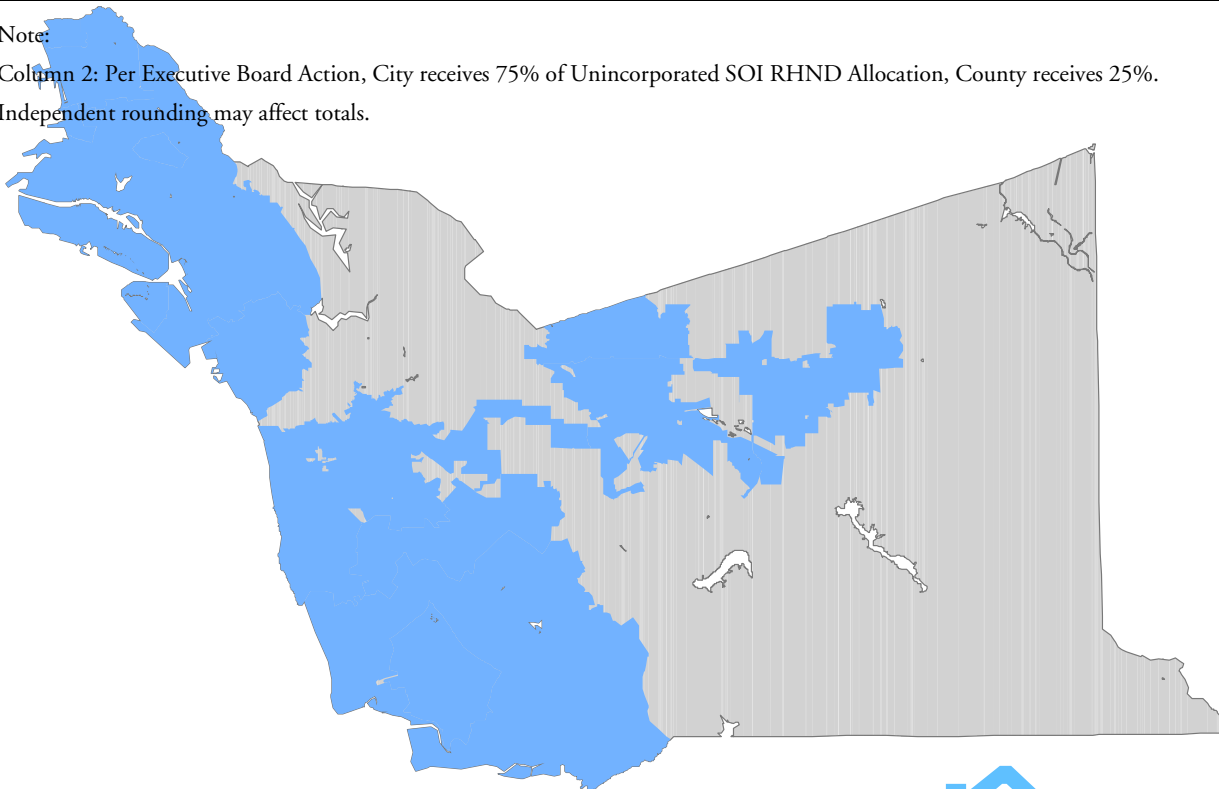 Note:
Column 2: Per Executive Board Action, City receives 75% of Unincorporated SOI RHND Allocation, County receives 25%.
Independent rounding may affect totals.